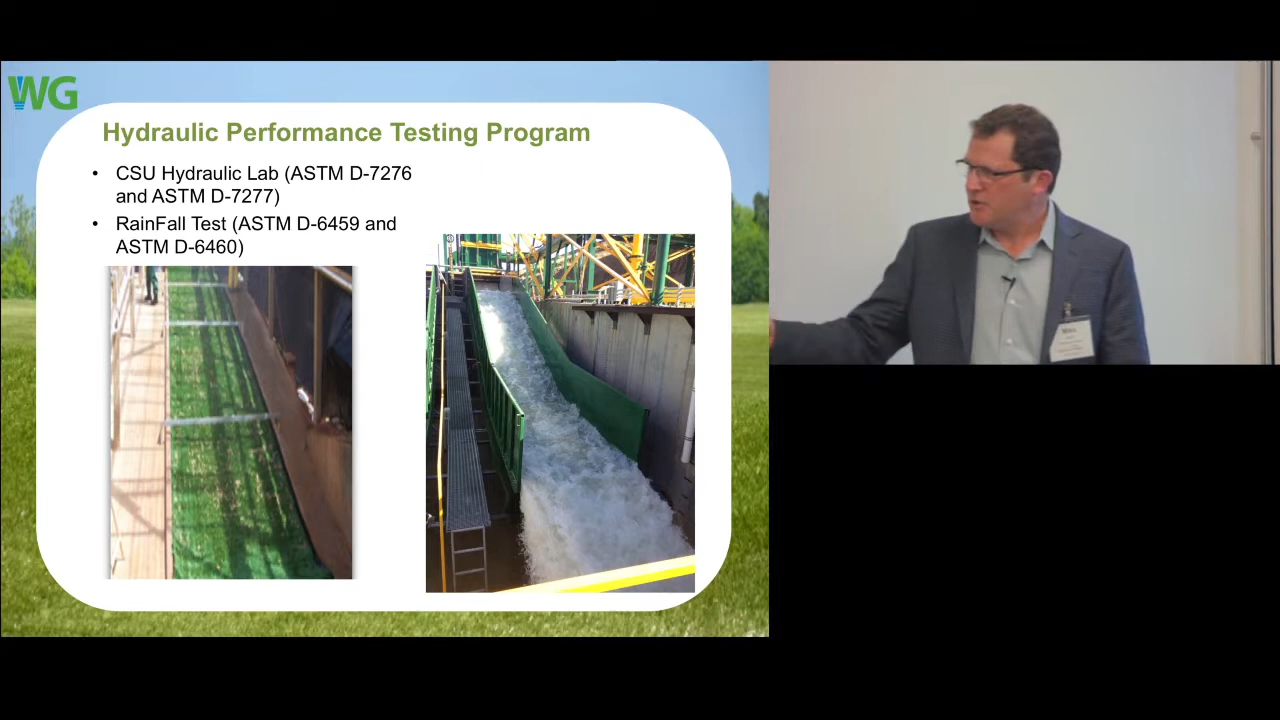 WG
Hydraulic Performance Testing Program
• CSU Hydraulic Lab (ASTM D-7276
and ASTM D-7277)
• RainFall Test (ASTM D-6459 and
ASTM D-6460)